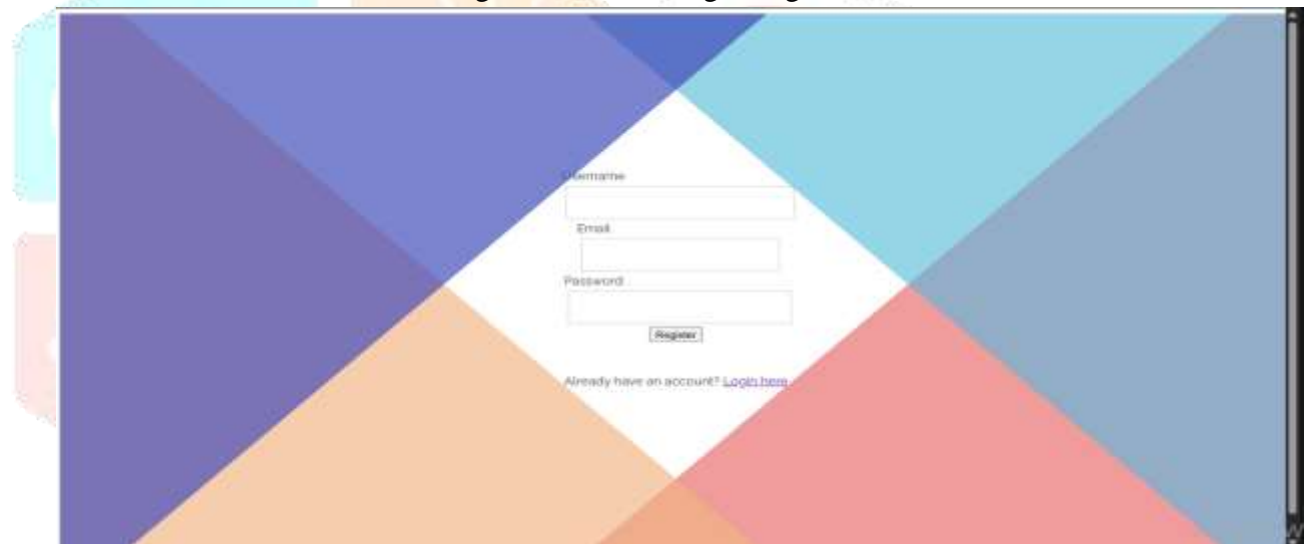 Username
Email
Password
Register
Already have an account? Login here